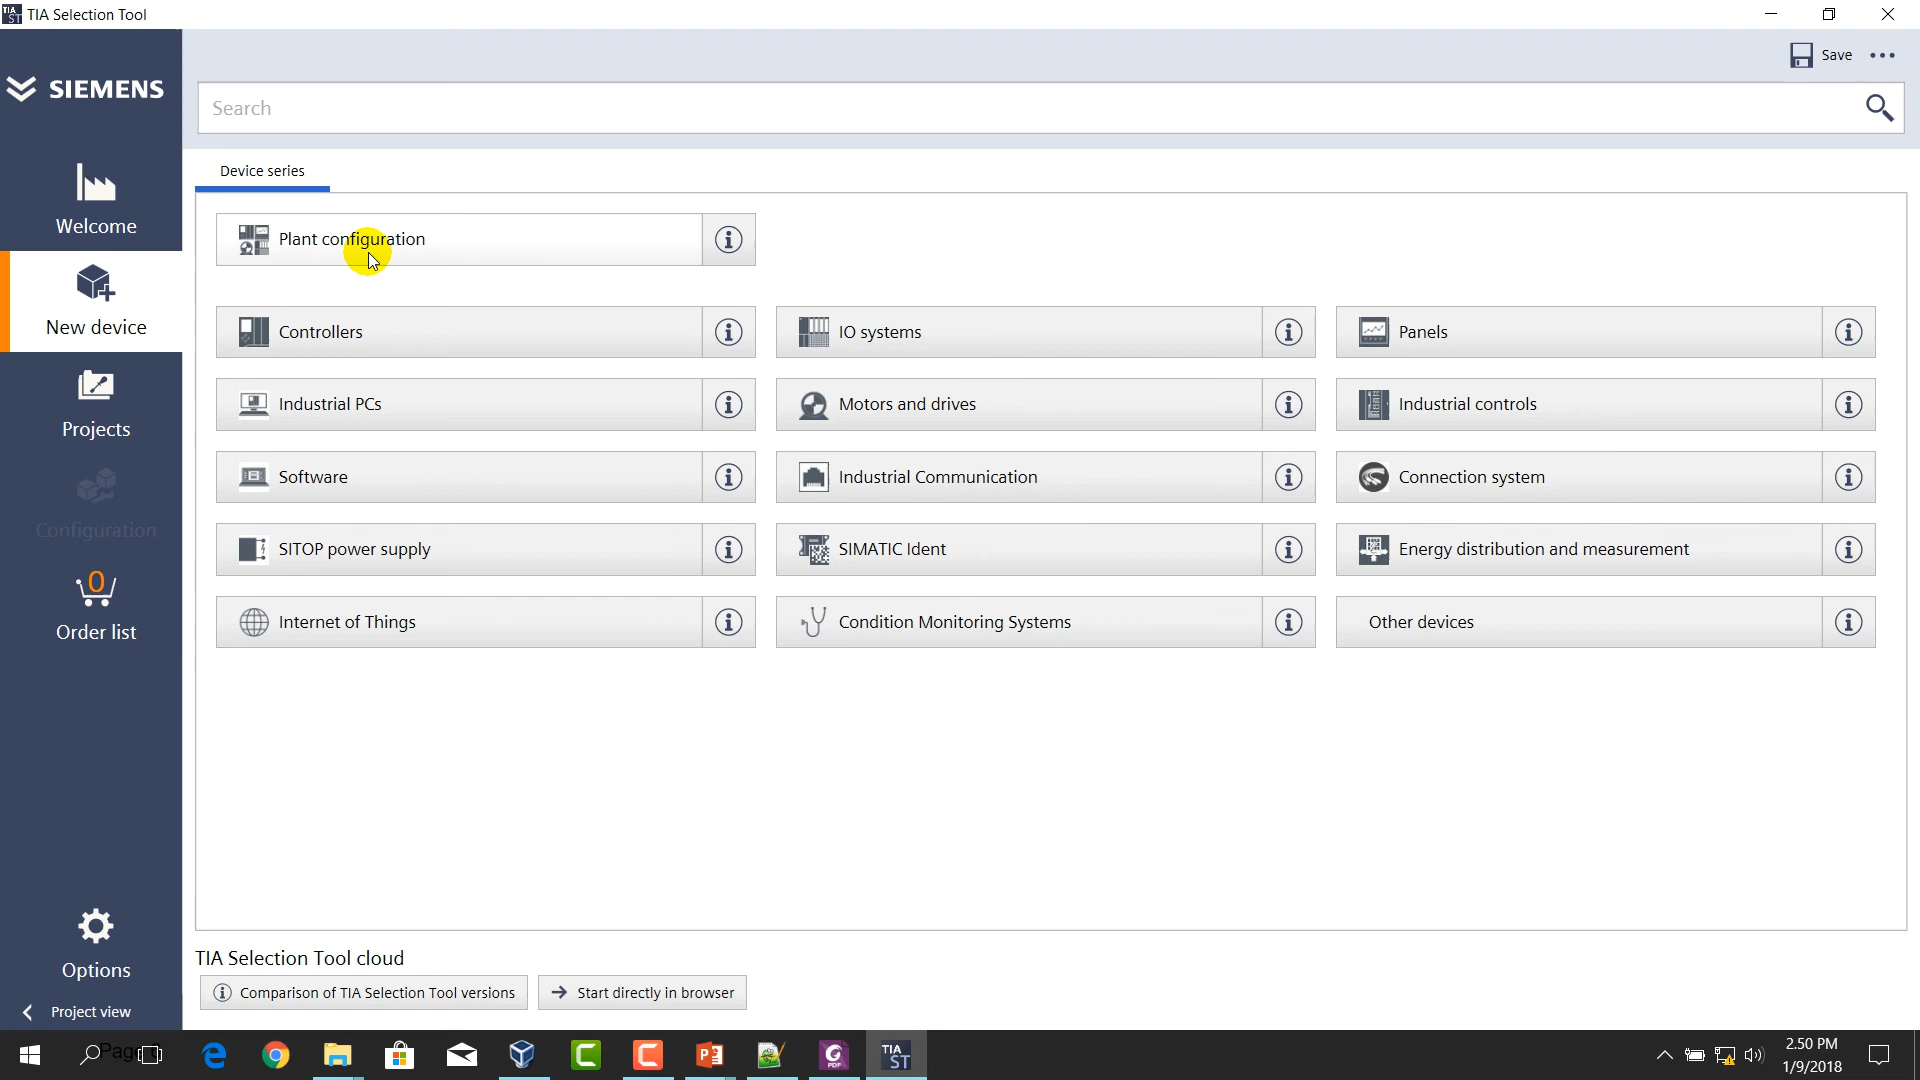 TIA Selection Tool
SIEMENS
Save
Search
Device series
Welcome
New device
Projects
Configuration
0
Order list
Options
Project view
Plant configuration
Controllers
IO systems
Panels
Industrial PCs
Motors and drives
Industrial controls
Software
Industrial Communication
Connection system
SITOP power supply
SIMATIC Ident
Energy distribution and measurement
Internet of Things
Condition Monitoring Systems
Other devices
TIA Selection Tool cloud
Comparison of TIA Selection Tool versions
Start directly in browser
TIA
ST
2.50 PM
1/9/2018